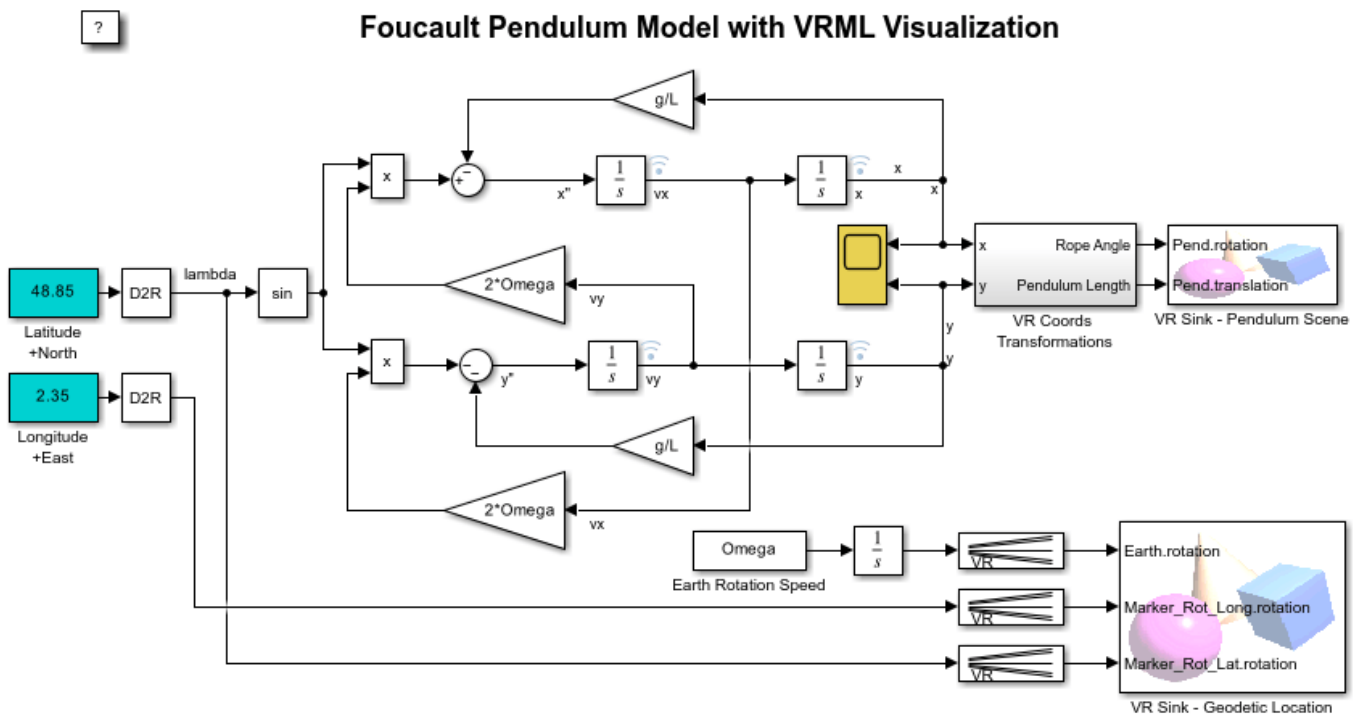 ?
Foucault Pendulum Model with VRML Visualization
g/L
x
+
−
x"
1
s
vx
1
s
x
x
x
2*Omega
vy
48.85
D2R
lambda
sin
Latitude
+North
x
Rope Angle
y
Pendulum Length
VR Coords
Transformations
Pend.rotation
Pend.translation
VR Sink - Pendulum Scene
x
−
−
y"
1
s
vy
1
s
y
y
y
2.35
D2R
Longitude
+East
g/L
2*Omega
vx
Omega
Earth Rotation Speed
1
s
VR
Earth.rotation
VR
Marker_Rot_Long.rotation
VR
Marker_Rot_Lat.rotation
VR Sink - Geodetic Location